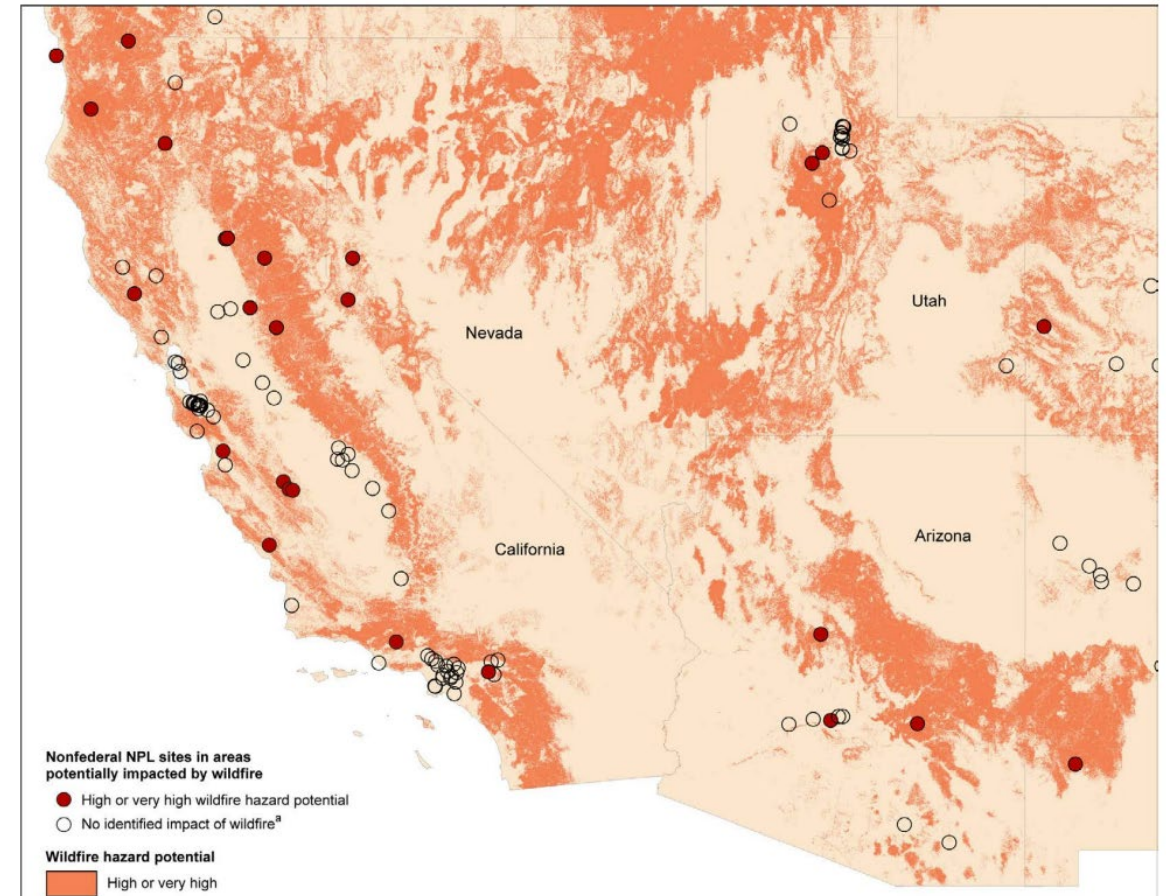 Utah
Nevada
Arizona
California
Nonfederal NPL sites in areas
potentially impacted by wildfire
High or very high wildfire hazard potential
No identified impact of wildfireᵃ
Wildfire hazard potential
High or very high